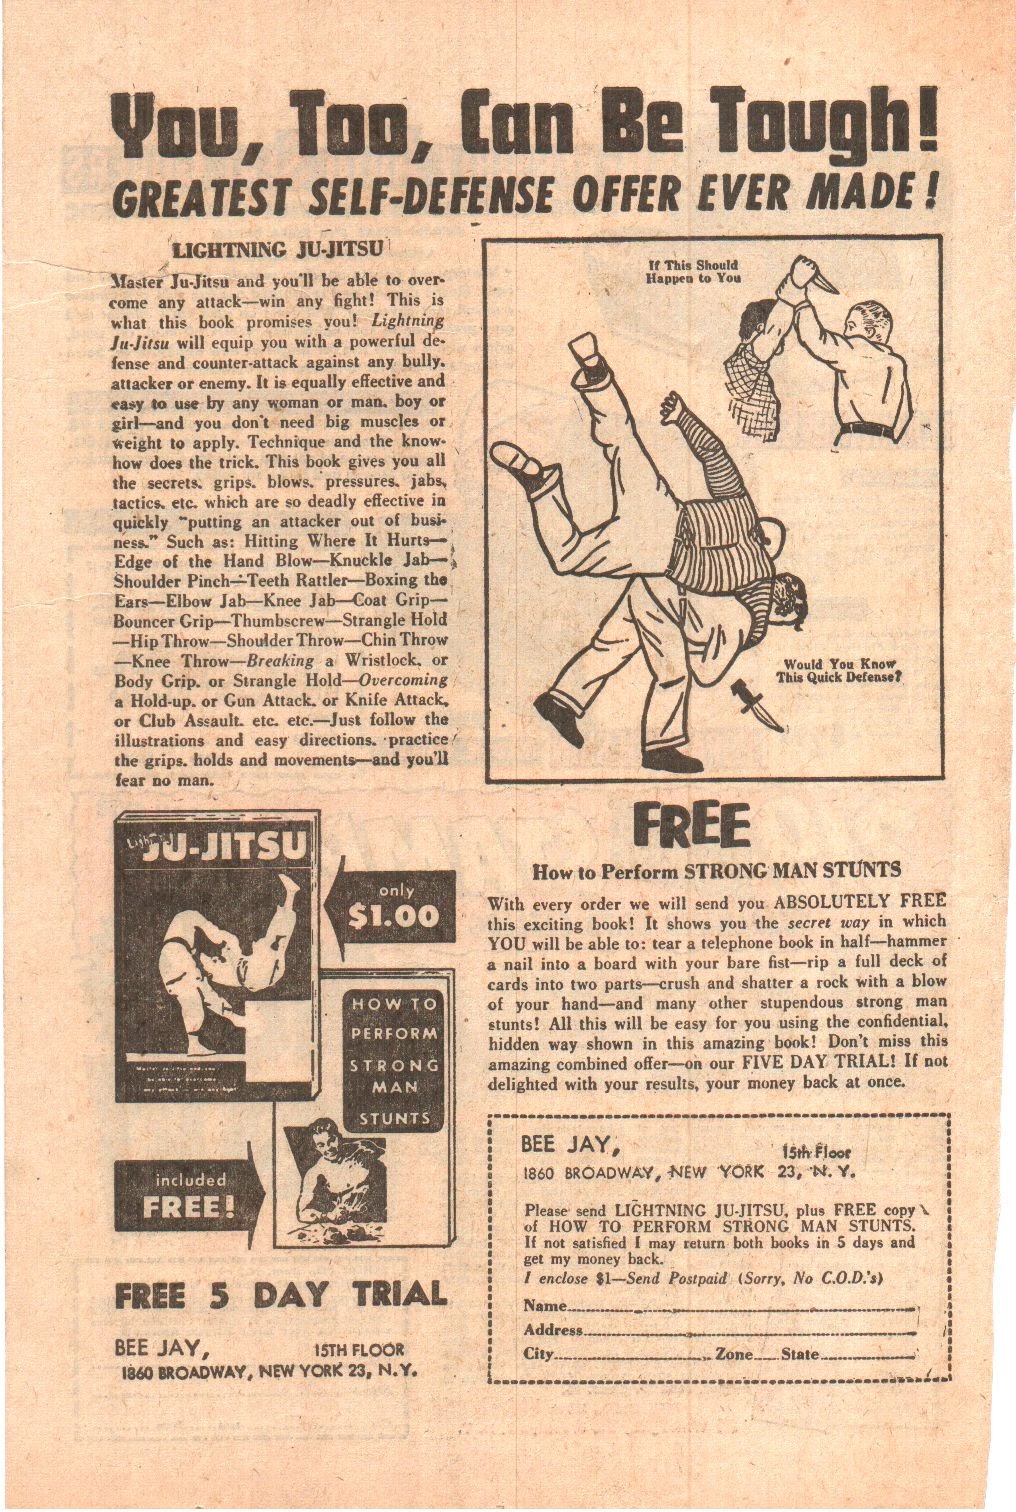 You, Too, Can Be Tough!
GREATEST SELF-DEFENSE OFFER EVER MADE!
LIGHTNING JU-JITSU
Master Ju-Jitsu and you'll be able to over-
come any attack—win any fight! This is
what this book promises you! Lightning
Ju-Jitsu will equip you with a powerful de-
fense and counter-attack against any bully,
attacker or enemy. It is equally effective and
easy to use by any woman or man, boy or
girl—and you don't need big muscles or
weight to apply. Technique and the know-
how does the trick. This book gives you all
the secrets, grips, blows, pressures, jabs,
tactics, etc. which are so deadly effective in
quickly "putting an attacker out of busi-
ness." Such as: Hitting Where It Hurts—
Edge of the Hand Blow—Knuckle Jab—
Shoulder Pinch—Teeth Rattler—Boxing the
Ears—Elbow Jab—Knee Jab—Coat Grip—
Bouncer Grip—Thumbscrew—Strangle Hold
—Hip Throw—Shoulder Throw—Chin Throw
—Knee Throw—Breaking a Wristlock, or
Body Grip, or Strangle Hold—Overcoming
a Hold-up, or Gun Attack, or Knife Attack,
or Club Assault, etc. etc.—Just follow the
illustrations and easy directions, practice
the grips, holds and movements—and you'll
fear no man.
If This Should
Happen to You
Would You Know
This Quick Defense?
Lightning
JU-JITSU
only
$1.00
HOW TO
PERFORM
STRONG
MAN
STUNTS
included
FREE!
FREE 5 DAY TRIAL
BEE JAY, 15TH FLOOR
1860 BROADWAY, NEW YORK 23, N.Y.
FREE
How to Perform STRONG MAN STUNTS
With every order we will send you ABSOLUTELY FREE
this exciting book! It shows you the secret way in which
YOU will be able to: tear a telephone book in half—hammer
a nail into a board with your bare fist—rip a full deck of
cards into two parts—crush and shatter a rock with a blow
of your hand—and many other stupendous strong man
stunts! All this will be easy for you using the confidential,
hidden way shown in this amazing book! Don't miss this
amazing combined offer—on our FIVE DAY TRIAL! If not
delighted with your results, your money back at once.
BEE JAY, 15th Floor
1860 BROADWAY, NEW YORK 23, N.Y.
Please send LIGHTNING JU-JITSU, plus FREE copy
of HOW TO PERFORM STRONG MAN STUNTS.
If not satisfied I may return both books in 5 days and
get my money back.
I enclose $1—Send Postpaid (Sorry, No C.O.D.'s)
Name
Address
City Zone State